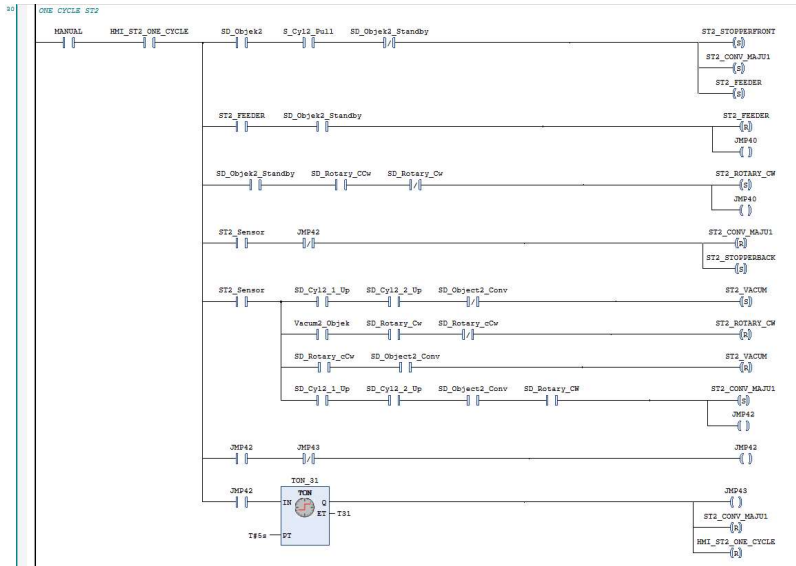 30 ONE CYCLE ST2
MANUAL HMI_ST2_ONE_CYCLE SD_Objek2 S_Cyl2_Pull SD_Objek2_Standby ST2_STOPPERFRONT
S
ST2_CONV_MAJU1
S
ST2_FEEDER
S
ST2_FEEDER SD_Objek2_Standby ST2_FEEDER
R
JMP40
SD_Objek2_Standby SD_Rotary_CCw SD_Rotary_Cw ST2_ROTARY_CW
S
JMP40
ST2_Sensor JMP42 ST2_CONV_MAJU1
R
ST2_STOPPERBACK
S
ST2_Sensor SD_Cyl2_1_Up SD_Cyl2_2_Up SD_Object2_Conv ST2_VACUM
S
Vacum2_Objek SD_Rotary_Cw SD_Rotary_cCw ST2_ROTARY_CW
R
SD_Rotary_cCw SD_Object2_Conv ST2_VACUM
R
SD_Cyl2_1_Up SD_Cyl2_2_Up SD_Object2_Conv SD_Rotary_CW ST2_CONV_MAJU1
S
JMP42
JMP42 JMP43 JMP42
TON_31
JMP42 TON JMP43
IN Q
ET T31
ST2_CONV_MAJU1
R
T#5s PT
HMI_ST2_ONE_CYCLE
R